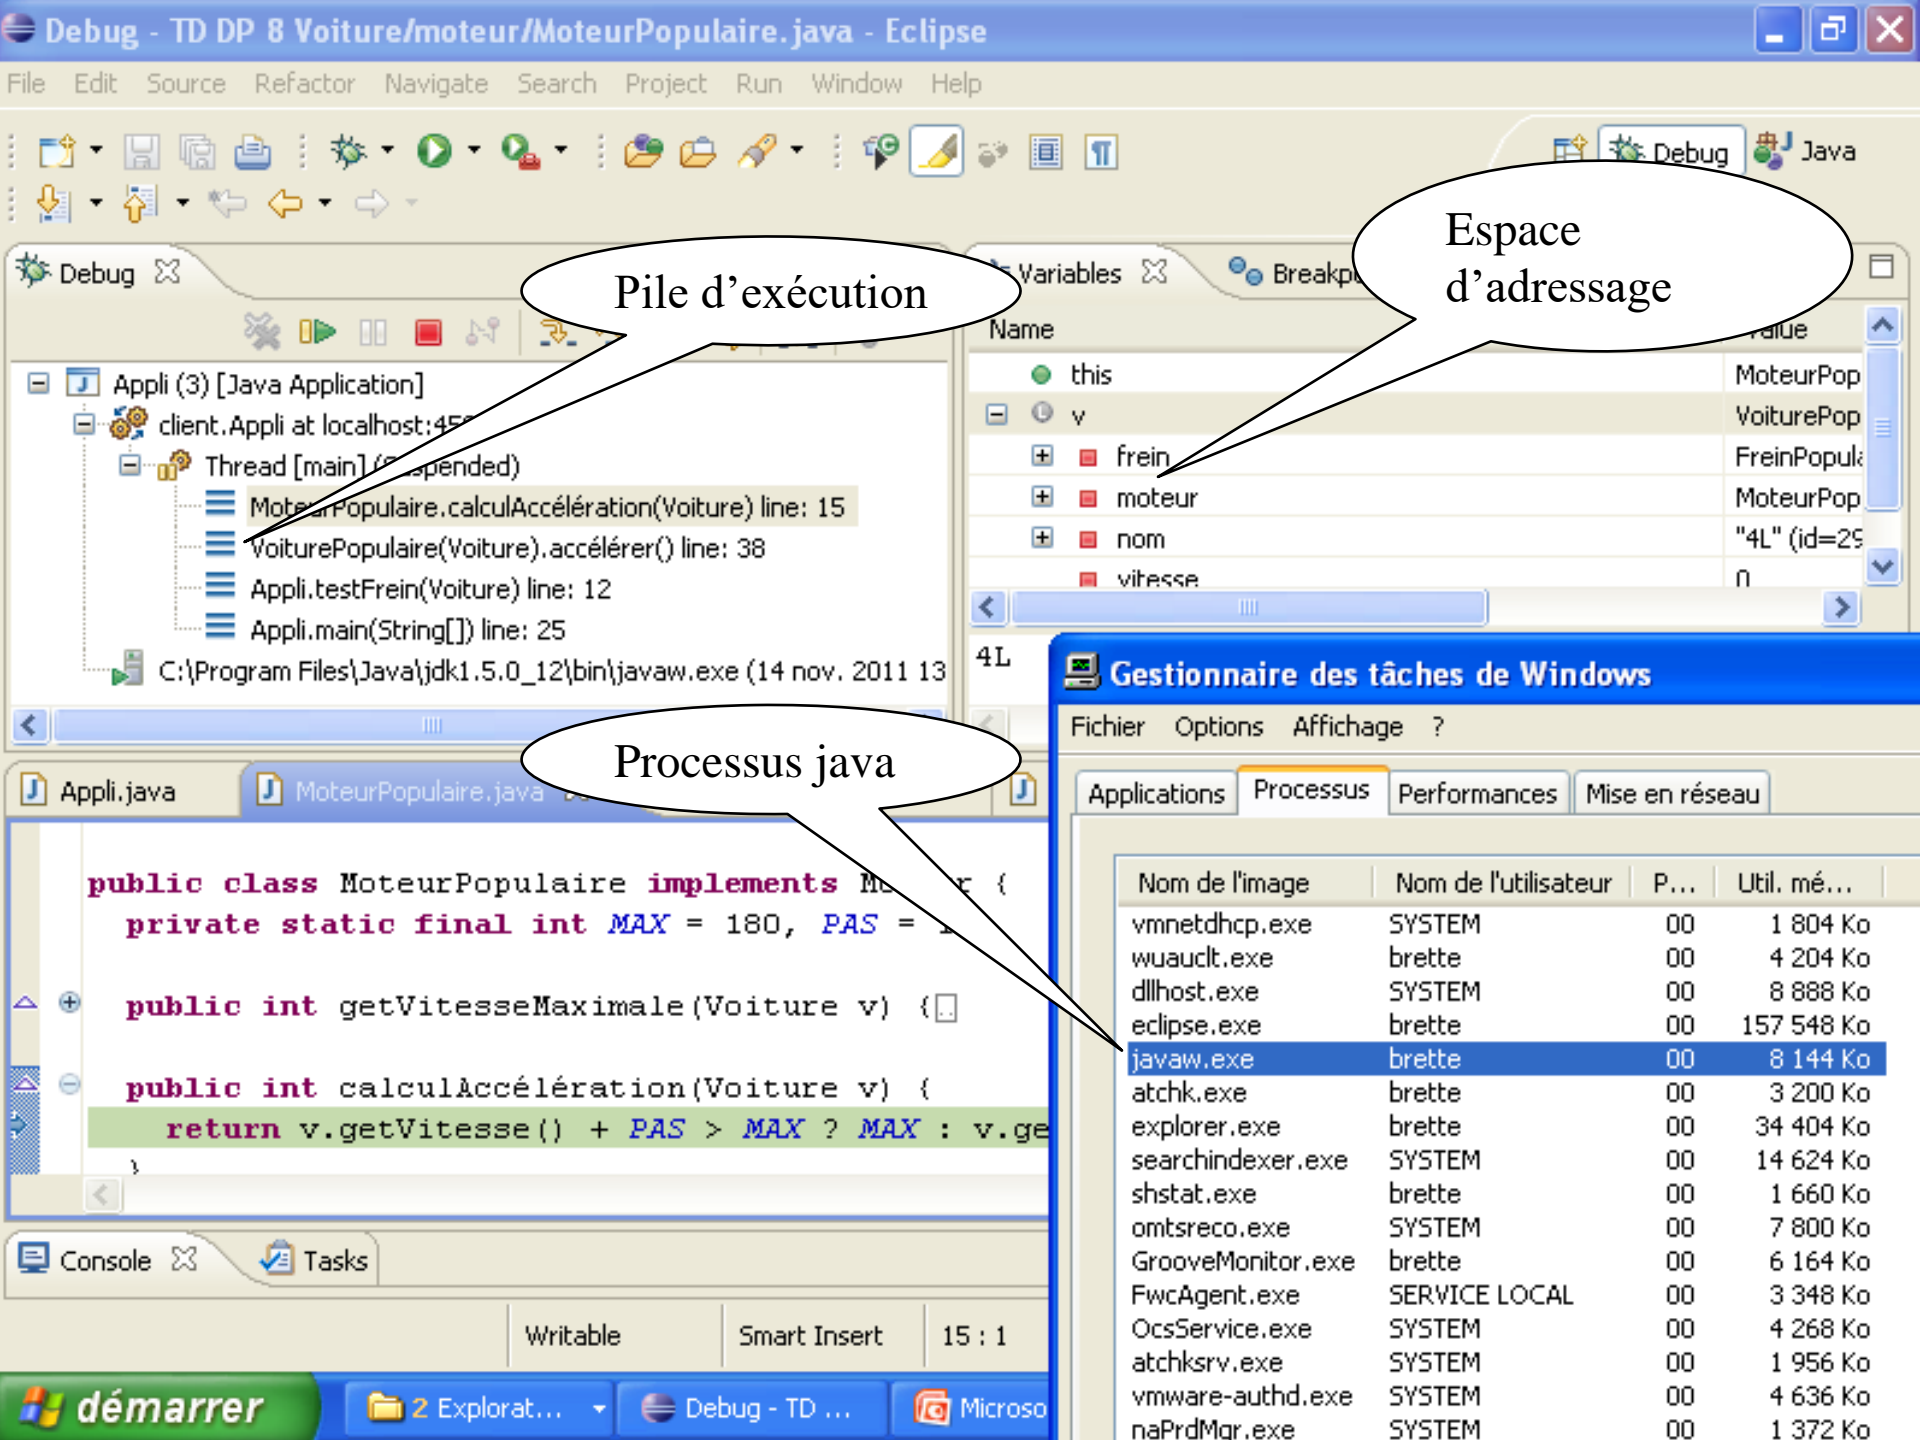 Debug - TD DP 8 Voiture/moteur/MoteurPopulaire.java - Eclipse
File Edit Source Refactor Navigate Search Project Run Window Help
Debug Java
Espace
d’adressage
Pile d’exécution
Debug
Variables
Name
Appli (3) [Java Application]
client.Appli at
Thread [main]
MoteurPopulaire.calculAccélération(Voiture) line: 15
VoiturePopulaire(Voiture).accélérer() line: 38
Appli.testFrein(Voiture) line: 12
Appli.main(String[]) line: 25
C:\Program Files\Java\jdk1.5.0_12\bin\javaw.exe (14 nov. 2011 13
this MoteurPop
v VoiturePop
frein FreinPopula
moteur MoteurPop
nom "4L" (id=29
vitesse 0
4L
Processus java
Appli.java
MoteurPopulaire.java
public class MoteurPopulaire implements {
private static final int MAX = 180, PAS =
public int getVitesseMaximale(Voiture v) {
public int calculAccélération(Voiture v) {
return v.getVitesse() + PAS > MAX ? MAX : v.ge
}
Console Tasks
Writable Smart Insert 15 : 1
démarrer 2 Explorat... Debug - TD ... Microso
Gestionnaire des tâches de Windows
Fichier Options Affichage ?
Applications Processus Performances Mise en réseau
Nom de l'image Nom de l'utilisateur P... Util. mé...
vmnetdhcp.exe SYSTEM 00 1 804 Ko
wuauclt.exe brette 00 4 204 Ko
dllhost.exe SYSTEM 00 8 888 Ko
eclipse.exe brette 00 157 548 Ko
javaw.exe brette 00 8 144 Ko
atchk.exe brette 00 3 200 Ko
explorer.exe brette 00 34 404 Ko
searchindexer.exe SYSTEM 00 14 624 Ko
shstat.exe brette 00 1 660 Ko
omtsreco.exe SYSTEM 00 7 800 Ko
GrooveMonitor.exe brette 00 6 164 Ko
FwcAgent.exe SERVICE LOCAL 00 3 348 Ko
OcsService.exe SYSTEM 00 4 268 Ko
atchksrv.exe SYSTEM 00 1 956 Ko
vmware-authd.exe SYSTEM 00 4 636 Ko
naPrdMgr.exe SYSTEM 00 1 372 Ko